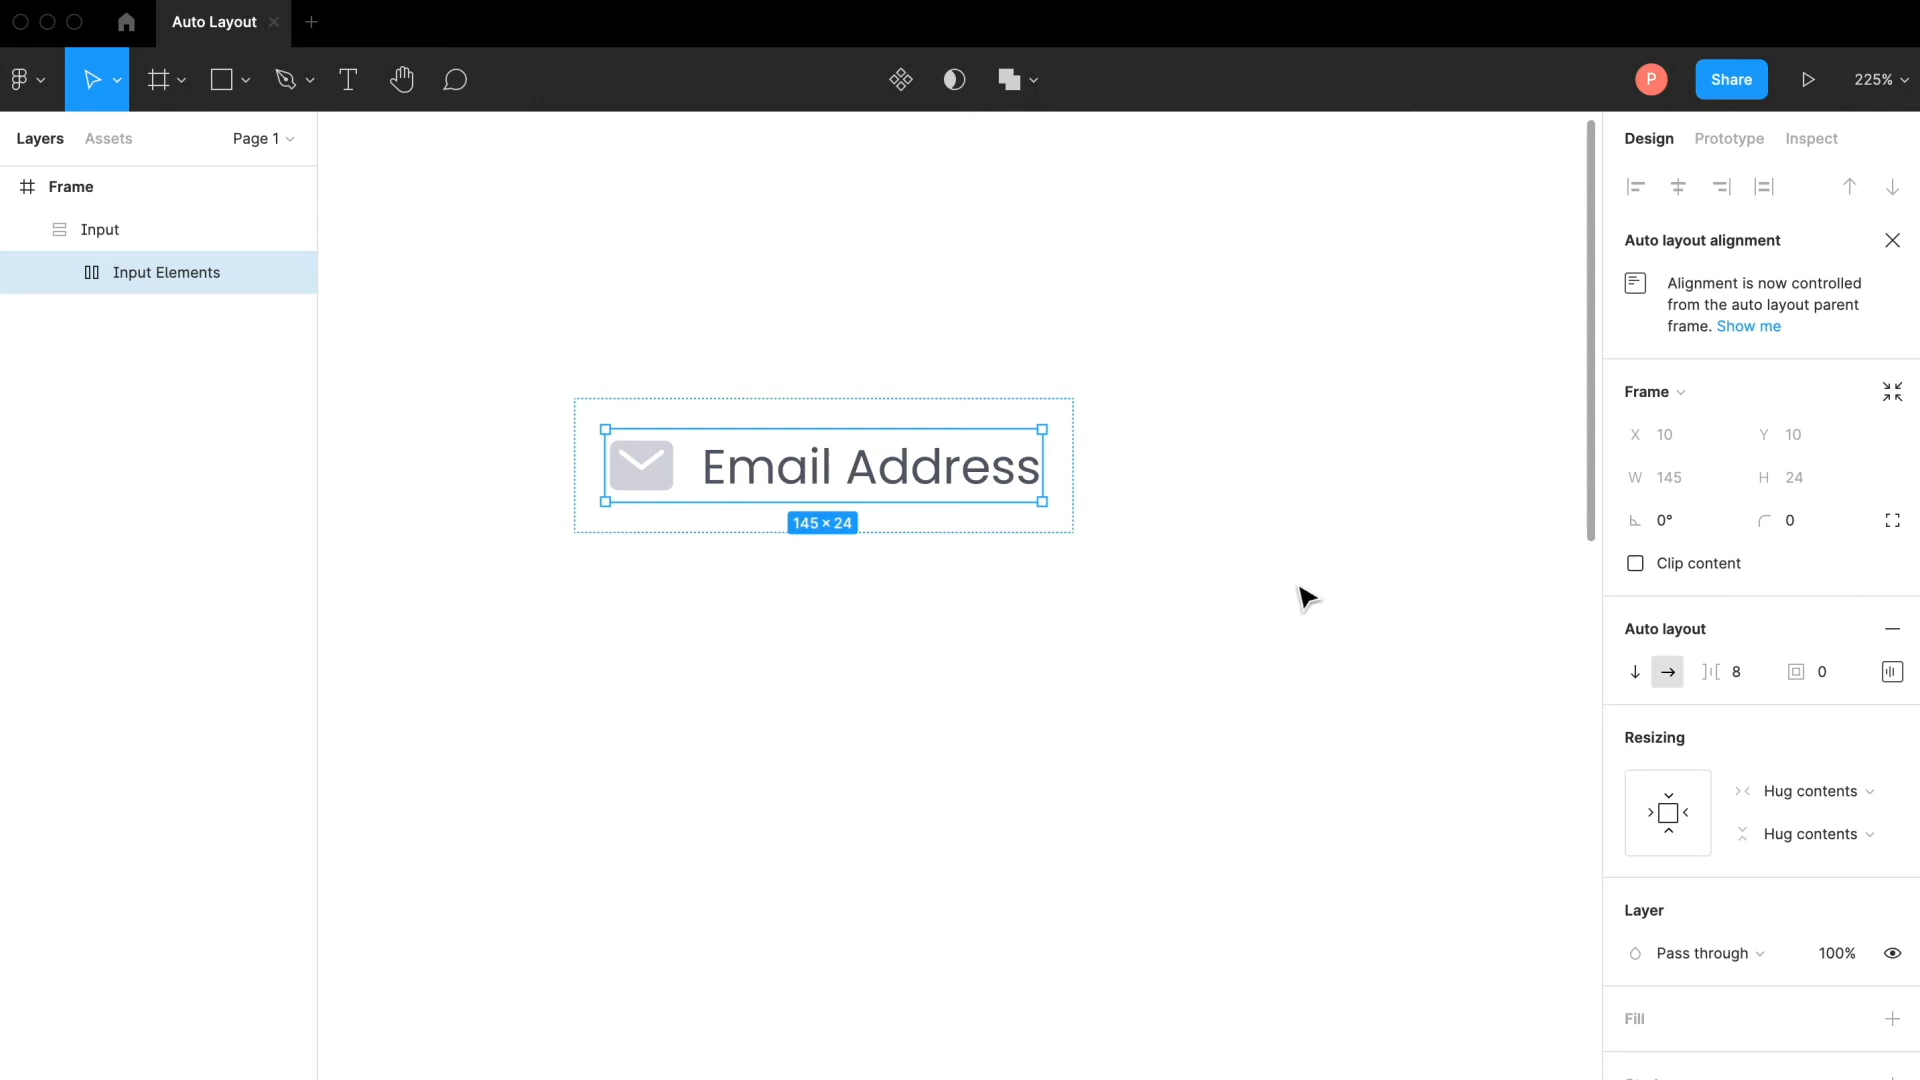 Auto Layout
P
Share
225%
Layers
Assets
Page 1
Design
Prototype
Inspect
Frame
Input
Input Elements
Auto layout alignment
Alignment is now controlled
from the auto layout parent
frame. Show me
Frame
X 10
Y 10
W 145
H 24
0°
0
Clip content
Email Address
145 × 24
Auto layout
8
0
Resizing
Hug contents
Hug contents
Layer
Pass through
100%
Fill